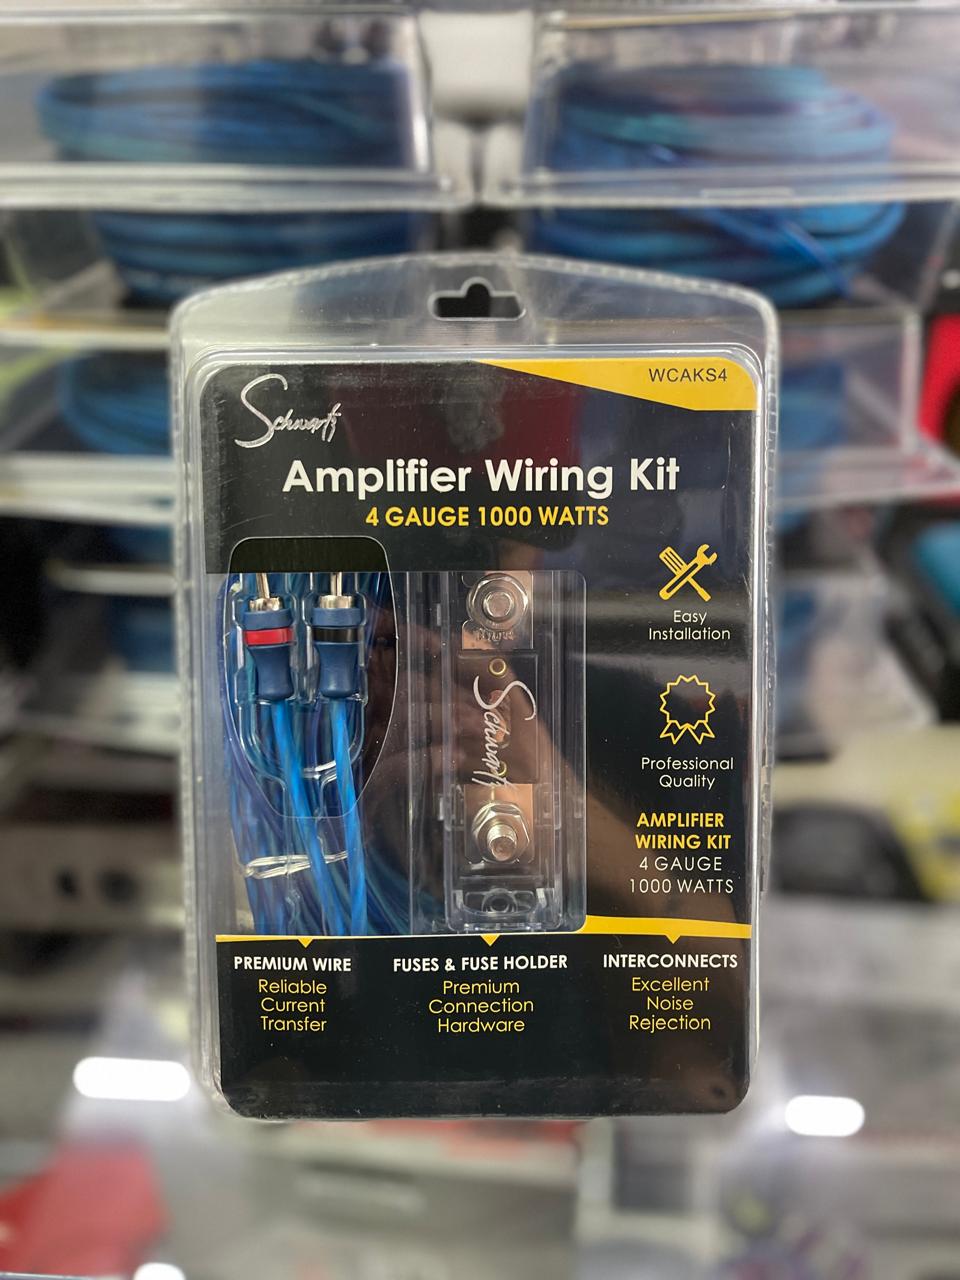 WCAKS4
Schwartz
Amplifier Wiring Kit
4 GAUGE 1000 WATTS
Easy
Installation
Schwartz
Professional
Quality
AMPLIFIER
WIRING KIT
4 GAUGE
1000 WATTS
PREMIUM WIRE
Reliable
Current
Transfer
FUSES & FUSE HOLDER
Premium
Connection
Hardware
INTERCONNECTS
Excellent
Noise
Rejection